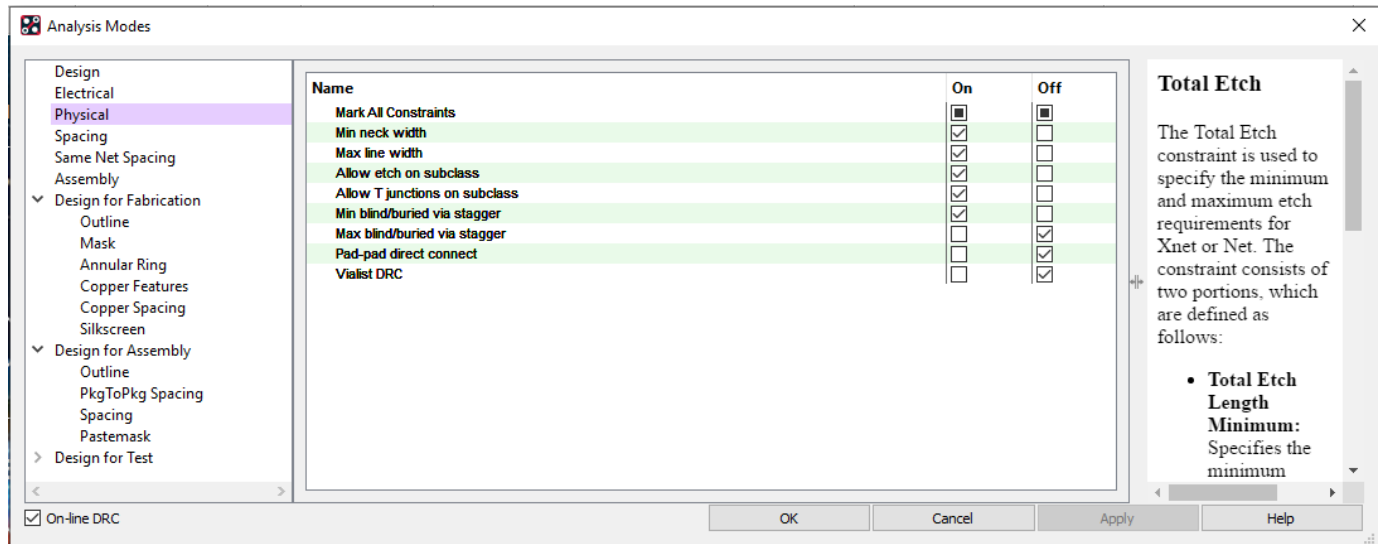 Analysis Modes
Design
Electrical
Physical
Spacing
Same Net Spacing
Assembly
Design for Fabrication
Outline
Mask
Annular Ring
Copper Features
Copper Spacing
Silkscreen
Design for Assembly
Outline
PkgToPkg Spacing
Spacing
Pastemask
Design for Test
Name On Off
Mark All Constraints
Min neck width
Max line width
Allow etch on subclass
Allow T junctions on subclass
Min blind/buried via stagger
Max blind/buried via stagger
Pad-pad direct connect
Vialist DRC
Total Etch
The Total Etch
constraint is used to
specify the minimum
and maximum etch
requirements for
Xnet or Net. The
constraint consists of
two portions, which
are defined as
follows:
• Total Etch
Length
Minimum:
Specifies the
minimum
On-line DRC
OK Cancel Apply Help